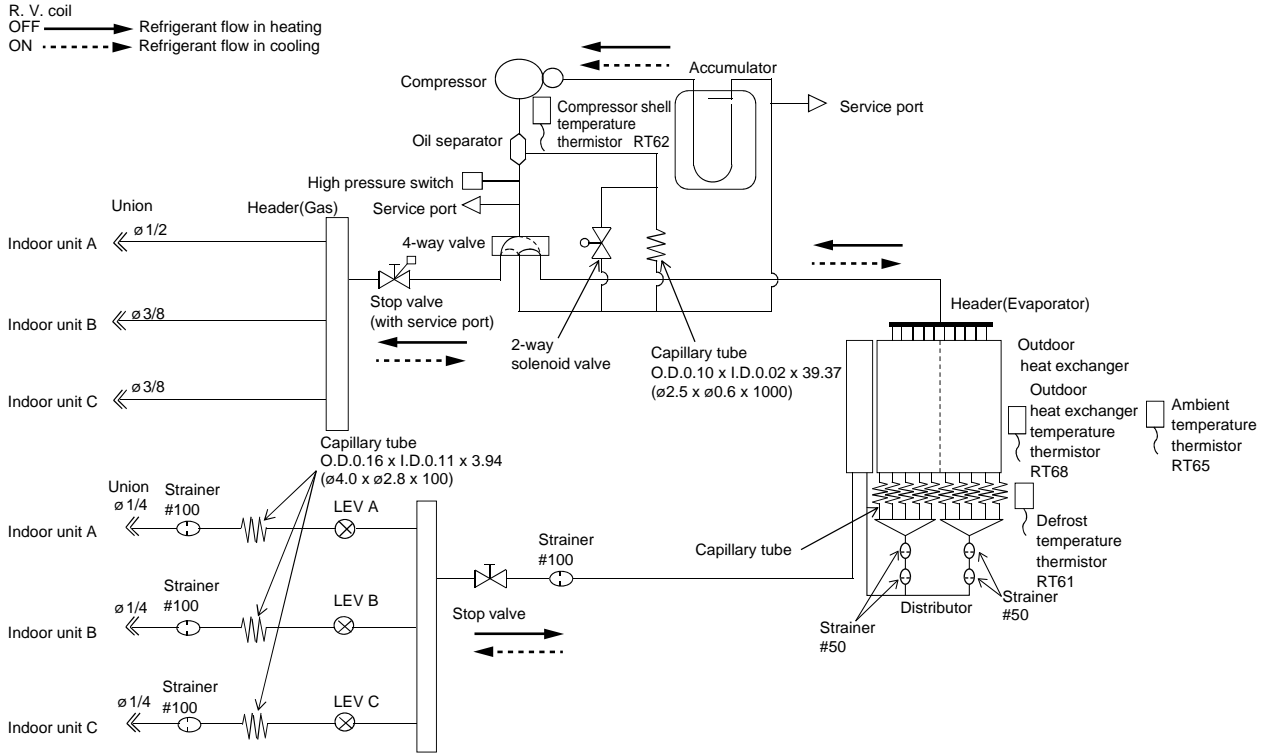 R. V. coil
OFF Refrigerant flow in heating
ON Refrigerant flow in cooling
Compressor
Accumulator
Service port
Compressor shell
temperature
thermistor RT62
Oil separator
High pressure switch
Service port
Union
Header(Gas)
ø 1/2
Indoor unit A
4-way valve
Stop valve
(with service port)
ø 3/8
Indoor unit B
2-way
solenoid valve
Capillary tube
O.D.0.10 x I.D.0.02 x 39.37
(ø2.5 x ø0.6 x 1000)
Header(Evaporator)
Outdoor
heat exchanger
ø 3/8
Indoor unit C
Outdoor
heat exchanger
temperature
thermistor
RT68
Ambient
temperature
thermistor
RT65
Capillary tube
O.D.0.16 x I.D.0.11 x 3.94
(ø4.0 x ø2.8 x 100)
Union
ø 1/4
Strainer
#100
LEV A
Indoor unit A
Strainer
#100
Capillary tube
Defrost
temperature
thermistor
RT61
ø 1/4
Strainer
#100
LEV B
Indoor unit B
Stop valve
Distributor
Strainer
#50
Strainer
#50
ø 1/4
Strainer
#100
LEV C
Indoor unit C